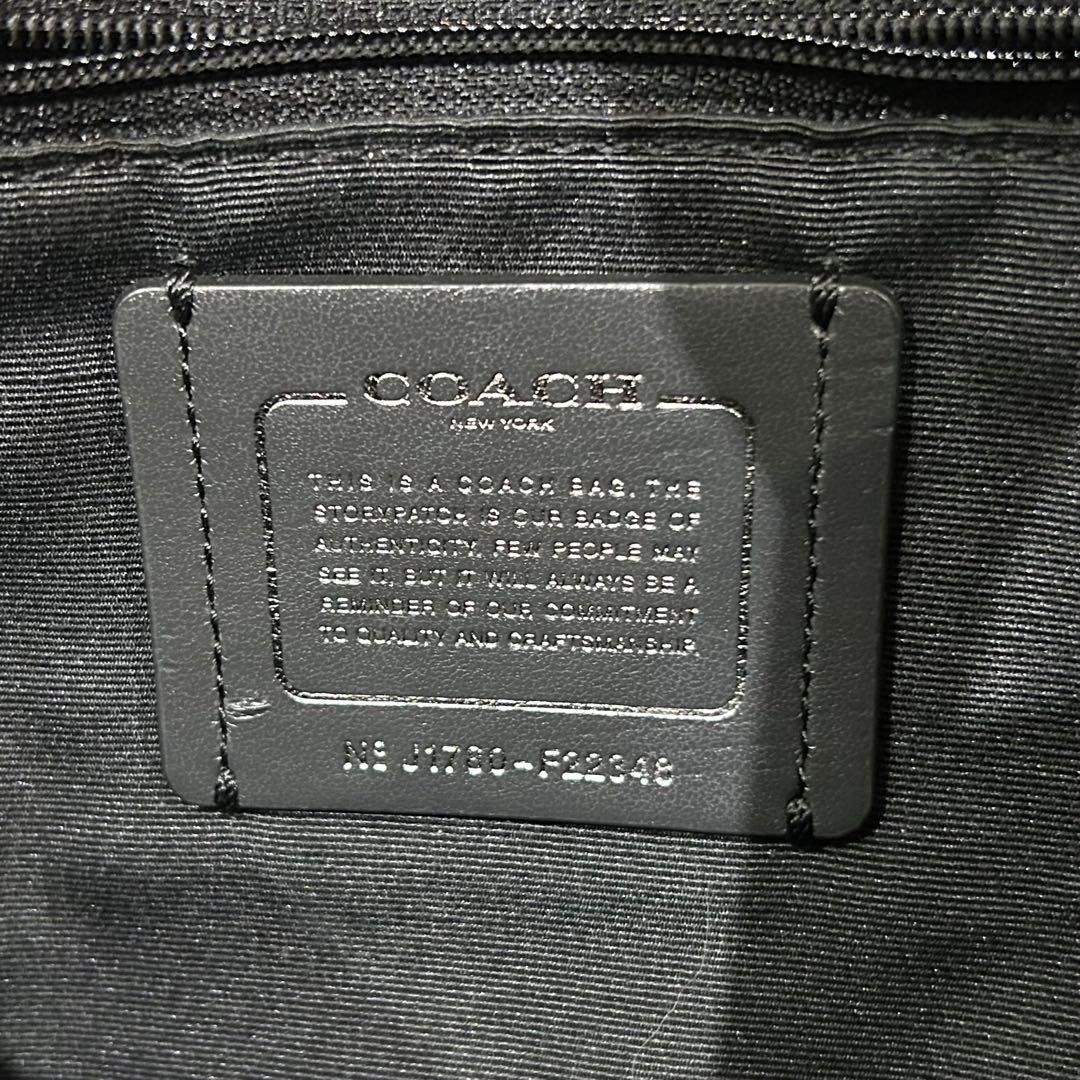 COACH
NEW YORK
THIS IS A COACH BAG. THE
STORYPATCH IS OUR BADGE OF
AUTHENTICITY. FEW PEOPLE MAY
SEE IT, BUT IT WILL ALWAYS BE A
REMINDER OF OUR COMMITMENT
TO QUALITY AND CRAFTSMANSHIP.
Nº J1780-F22348